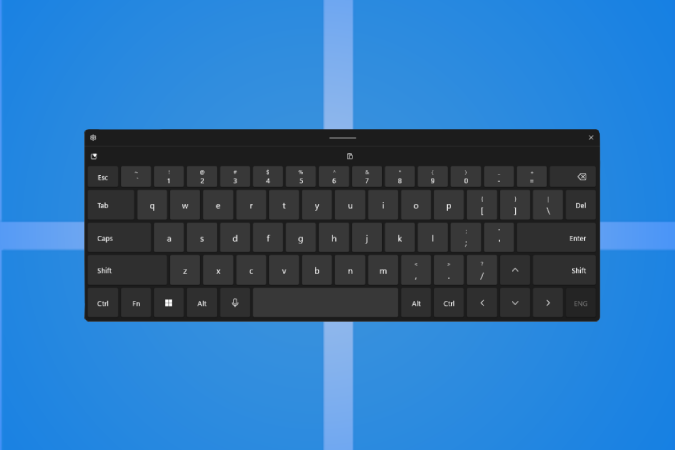 Esc ~ ` ! 1 @ 2 # 3 $ 4 % 5 ^ 6 & 7 * 8 ( 9 ) 0 _ - + =
Tab q w e r t y u i o p { [ } ] | \ Del
Caps a s d f g h j k l : ; " ' Enter
Shift z x c v b n m < , > . ? / Shift
Ctrl Fn Alt Alt Ctrl ENG